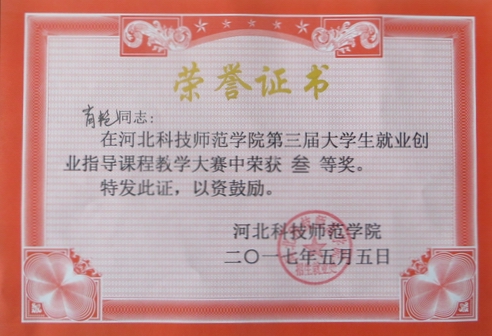 荣誉证书
肖艳同志:
在河北科技师范学院第三届大学生就业创
业指导课程教学大赛中荣获 叁 等奖。
特发此证，以资鼓励。
河北科技师范学院
二〇一七年五月五日